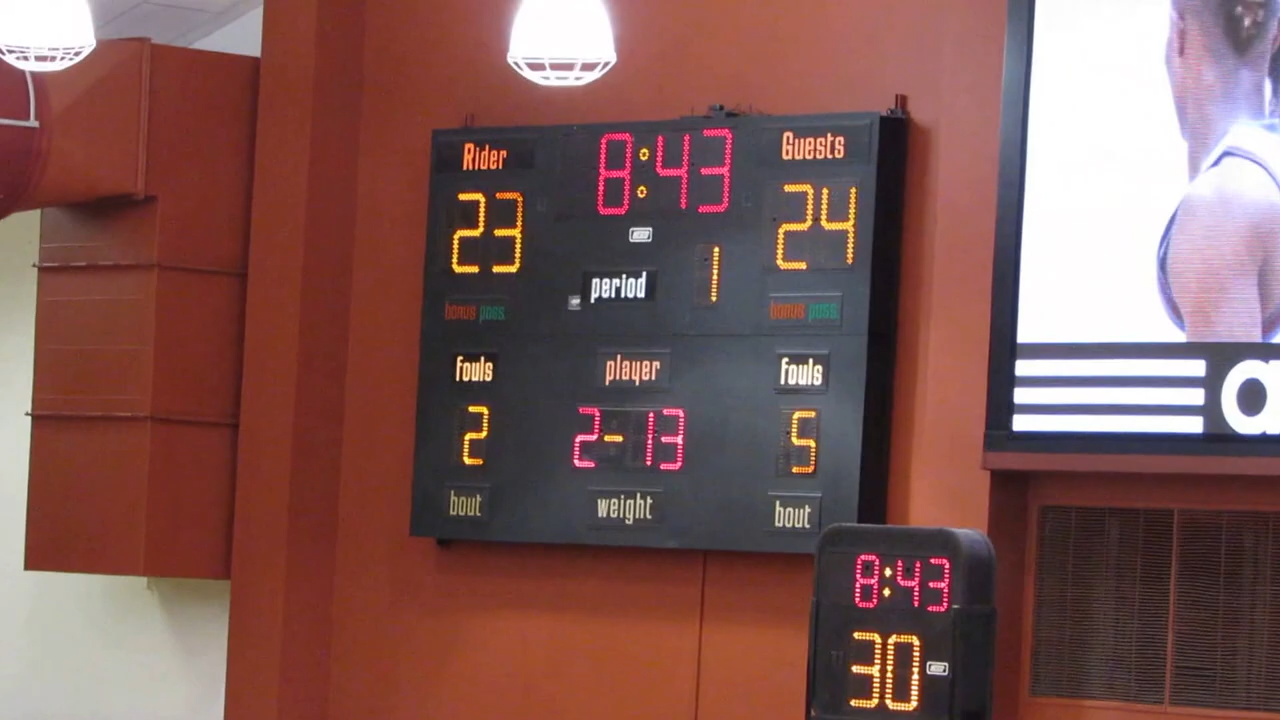 Rider 8:43 Guests
23 24
period 1
bonus poss. bonus poss.
fouls player fouls
2 2-13 5
bout weight bout
8:43
30
a